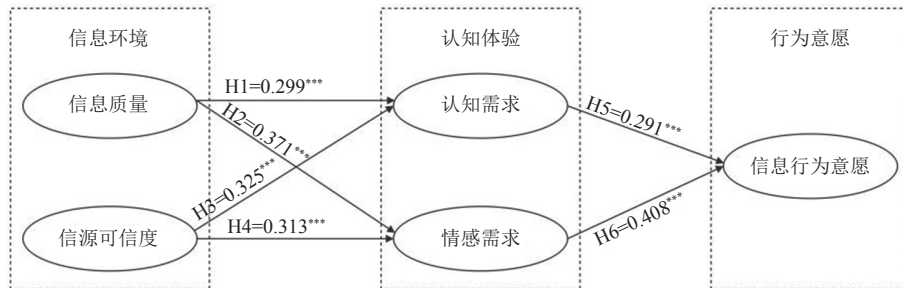 信息环境
认知体验
行为意愿
信息质量
H1=0.299***
认知需求
H2=0.371***
H5=0.291***
信息行为意愿
H3=0.325***
H6=0.408***
信源可信度
H4=0.313***
情感需求